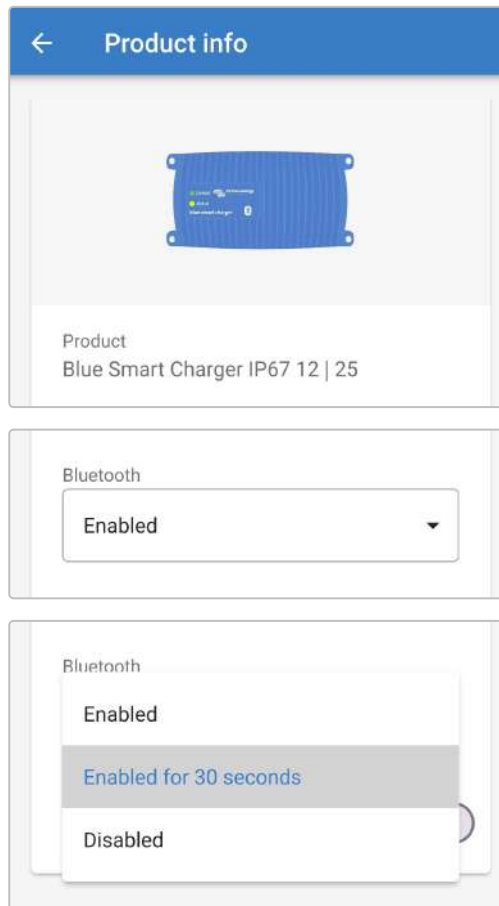 Product info
Product
Blue Smart Charger IP67 12 | 25
Bluetooth
Enabled
Bluetooth
Enabled
Enabled for 30 seconds
Disabled